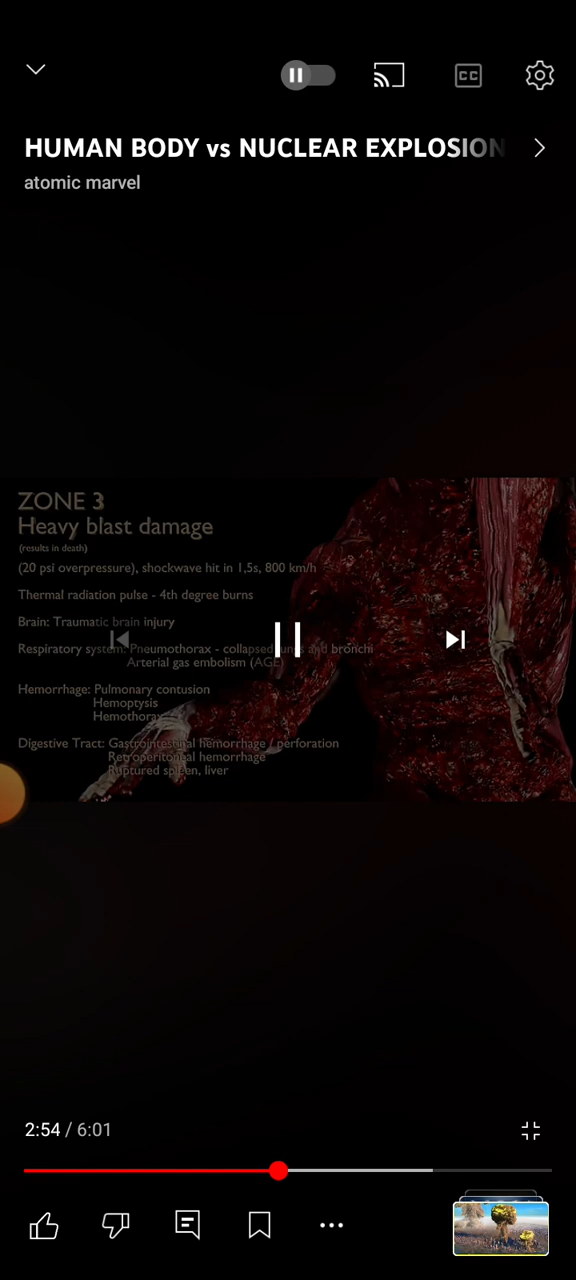 CC
HUMAN BODY vs NUCLEAR EXPLOSION
atomic marvel
ZONE 3
Heavy blast damage
(results in death)
(20 psi overpressure), shockwave hit in 1,5s, 800 km/h
Thermal radiation pulse - 4th degree burns
Brain: Traumatic brain injury
Respiratory system: Pneumothorax - collapsed lungs and bronchi
Arterial gas embolism (AGE)
Hemorrhage: Pulmonary contusion
Hemoptysis
Hemothorax
Digestive Tract: Gastrointestinal hemorrhage / perforation
Retroperitoneal hemorrhage
Ruptured spleen, liver
2:54 / 6:01